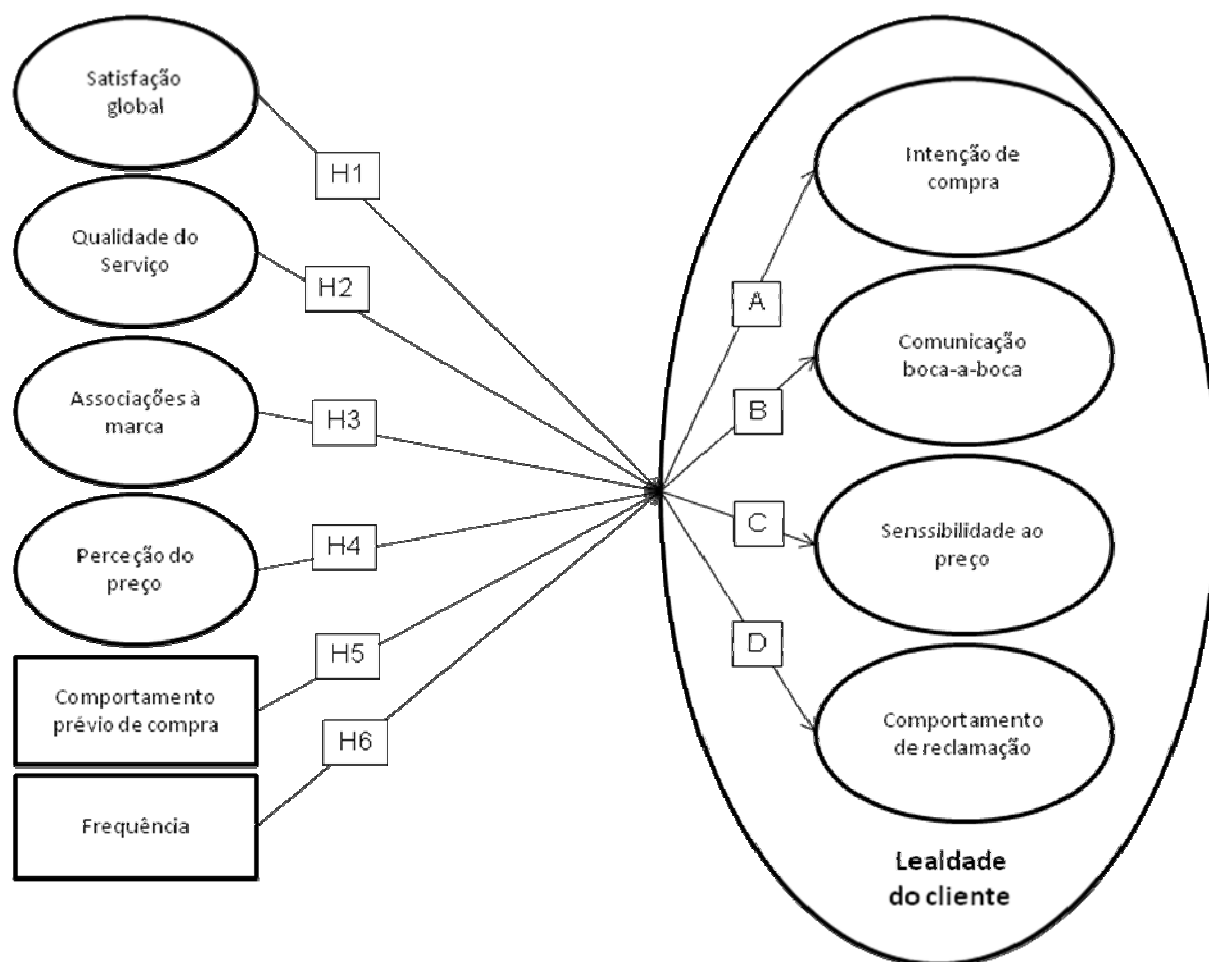 Satisfação
global
H1
Qualidade do
Serviço
H2
Associações à
marca
H3
Perceção do
preço
H4
Comportamento
prévio de compra
H5
Frequência
H6
A
B
C
D
Intenção de
compra
Comunicação
boca-a-boca
Senssibilidade ao
preço
Comportamento
de reclamação
Lealdade
do cliente